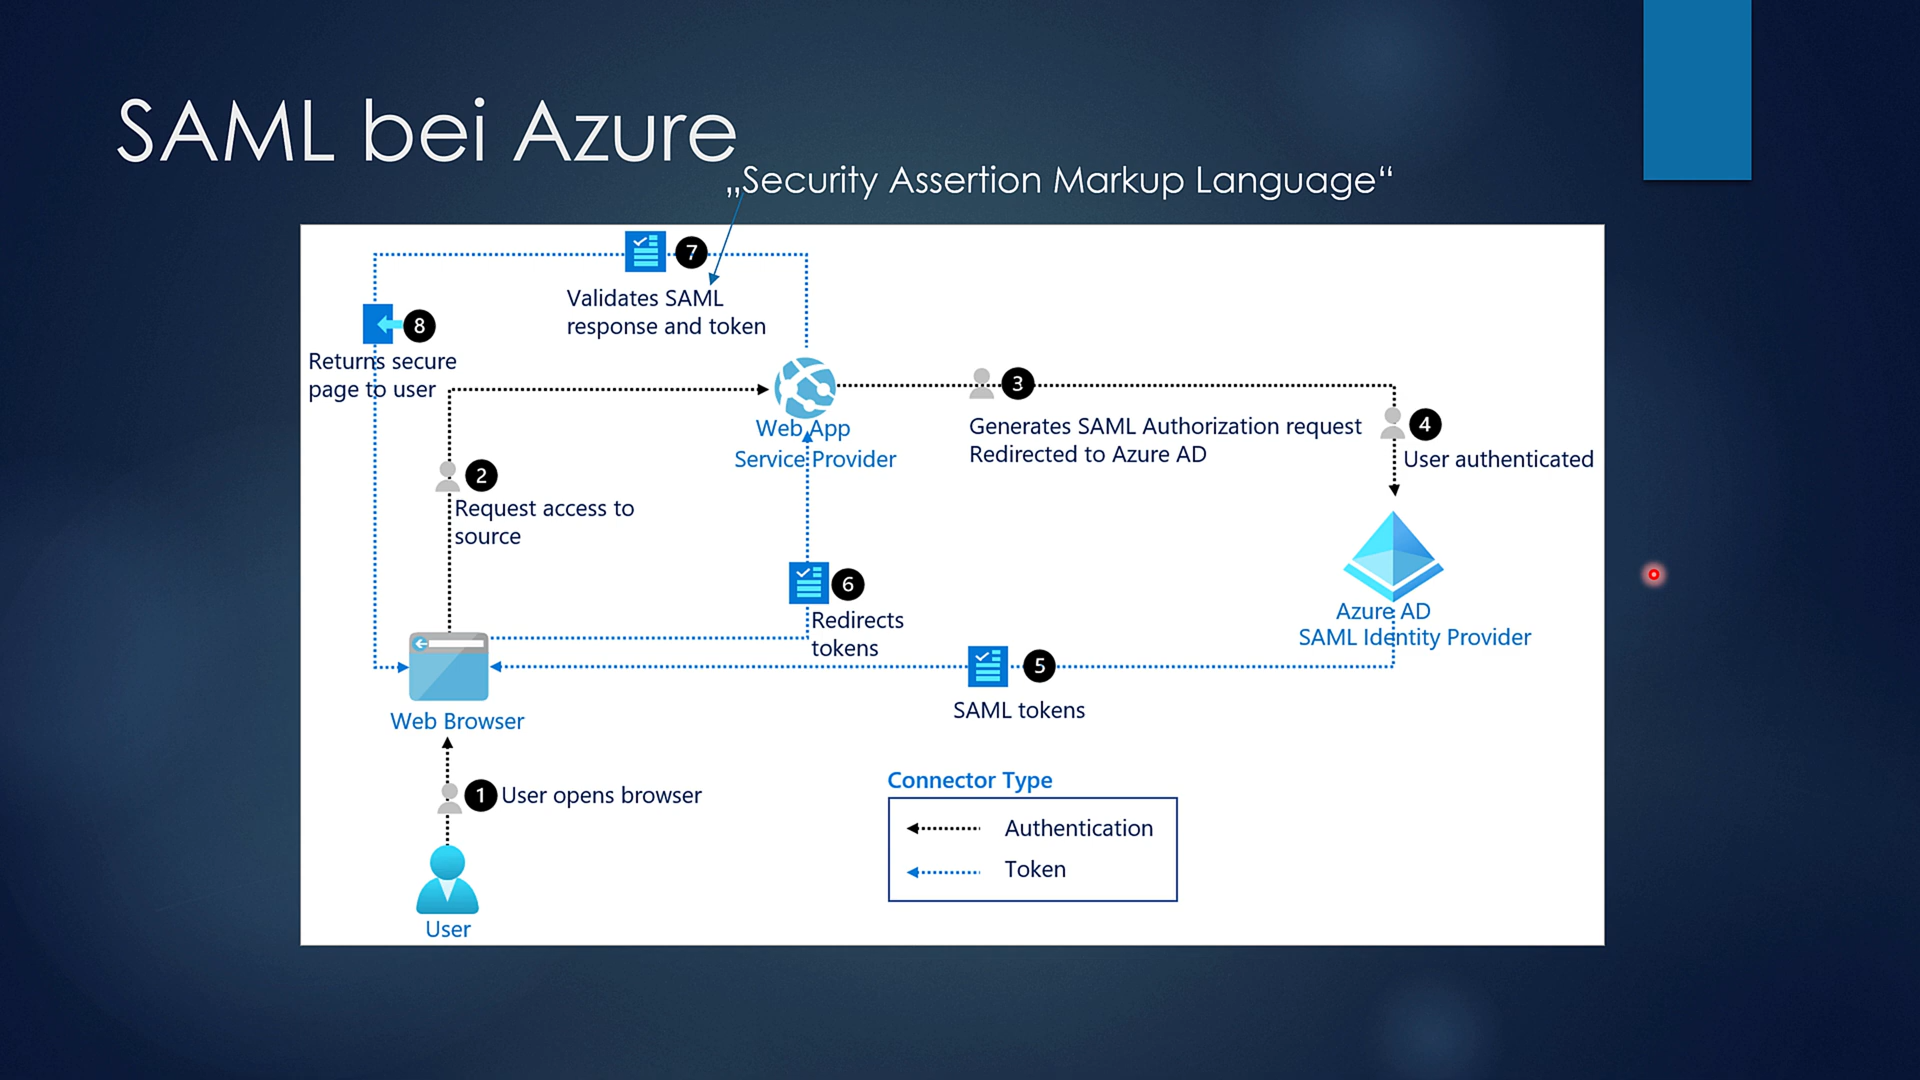 SAML bei Azure
„Security Assertion Markup Language“
7
Validates SAML
response and token
8
Returns secure
page to user
3
Generates SAML Authorization request
Redirected to Azure AD
4
User authenticated
Web App
Service Provider
2
Request access to
source
6
Redirects
tokens
Azure AD
SAML Identity Provider
5
SAML tokens
Web Browser
1
User opens browser
Connector Type
Authentication
Token
User